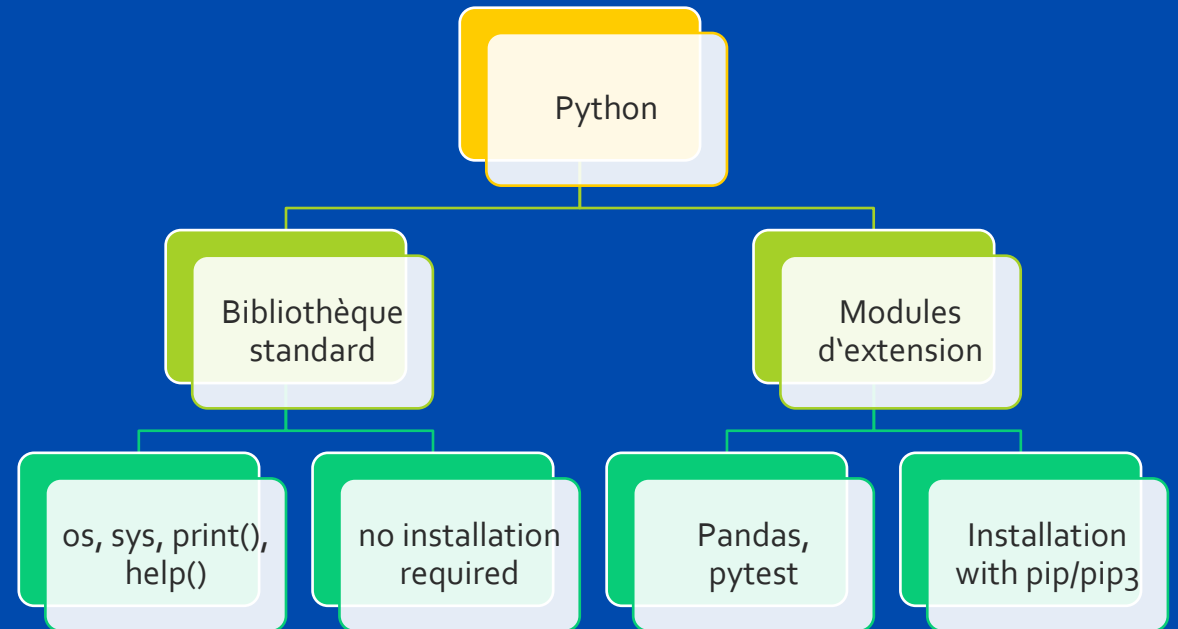 Python
Bibliothèque
standard
Modules
d‘extension
os, sys, print(),
help()
no installation
required
Pandas,
pytest
Installation
with pip/pip3